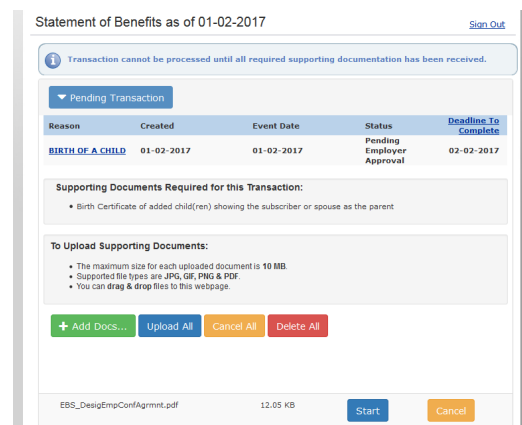 Statement of Benefits as of 01-02-2017 Sign Out
Transaction cannot be processed until all required supporting documentation has been received.
Pending Transaction
Reason Created Event Date Status Deadline To Complete
BIRTH OF A CHILD 01-02-2017 01-02-2017 Pending Employer Approval 02-02-2017
Supporting Documents Required for this Transaction:
• Birth Certificate of added child(ren) showing the subscriber or spouse as the parent
To Upload Supporting Documents:
• The maximum size for each uploaded document is 10 MB.
• Supported file types are JPG, GIF, PNG & PDF.
• You can drag & drop files to this webpage.
+ Add Docs... Upload All Cancel All Delete All
EBS_DesigEmpConfAgrmnt.pdf 12.05 KB Start Cancel